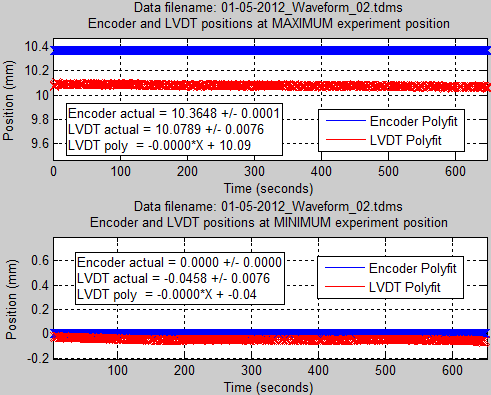 Data filename: 01-05-2012_Waveform_02.tdms
Encoder and LVDT positions at MAXIMUM experiment position
Position (mm)
10.4
10.2
10
9.8
9.6
Encoder actual = 10.3648 +/- 0.0001
LVDT actual = 10.0789 +/- 0.0076
LVDT poly = -0.0000*X + 10.09
Encoder Polyfit
LVDT Polyfit
0 100 200 300 400 500 600
Time (seconds)
Data filename: 01-05-2012_Waveform_02.tdms
Encoder and LVDT positions at MINIMUM experiment position
Position (mm)
0.6
0.4
0.2
0
-0.2
Encoder actual = 0.0000 +/- 0.0000
LVDT actual = -0.0458 +/- 0.0076
LVDT poly = -0.0000*X + -0.04
Encoder Polyfit
LVDT Polyfit
100 200 300 400 500 600
Time (seconds)